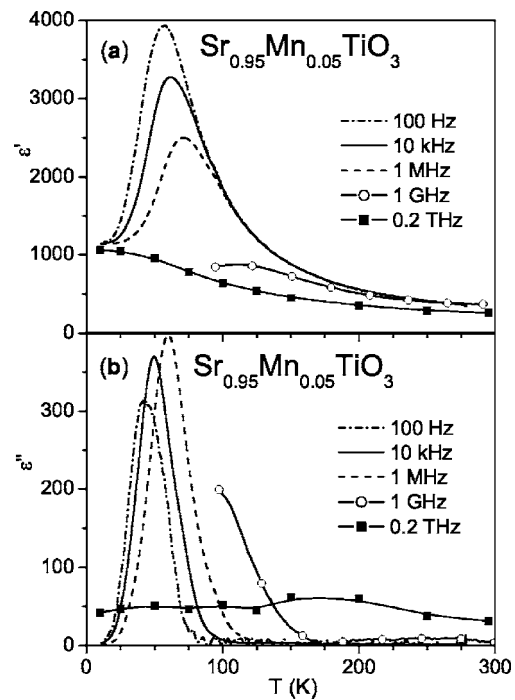 (a) Sr0.95Mn0.05TiO3
100 Hz
10 kHz
1 MHz
1 GHz
0.2 THz
ε'
4000
3000
2000
1000
0
(b) Sr0.95Mn0.05TiO3
100 Hz
10 kHz
1 MHz
1 GHz
0.2 THz
ε''
300
200
100
0
0 50 100 150 200 250 300
T (K)